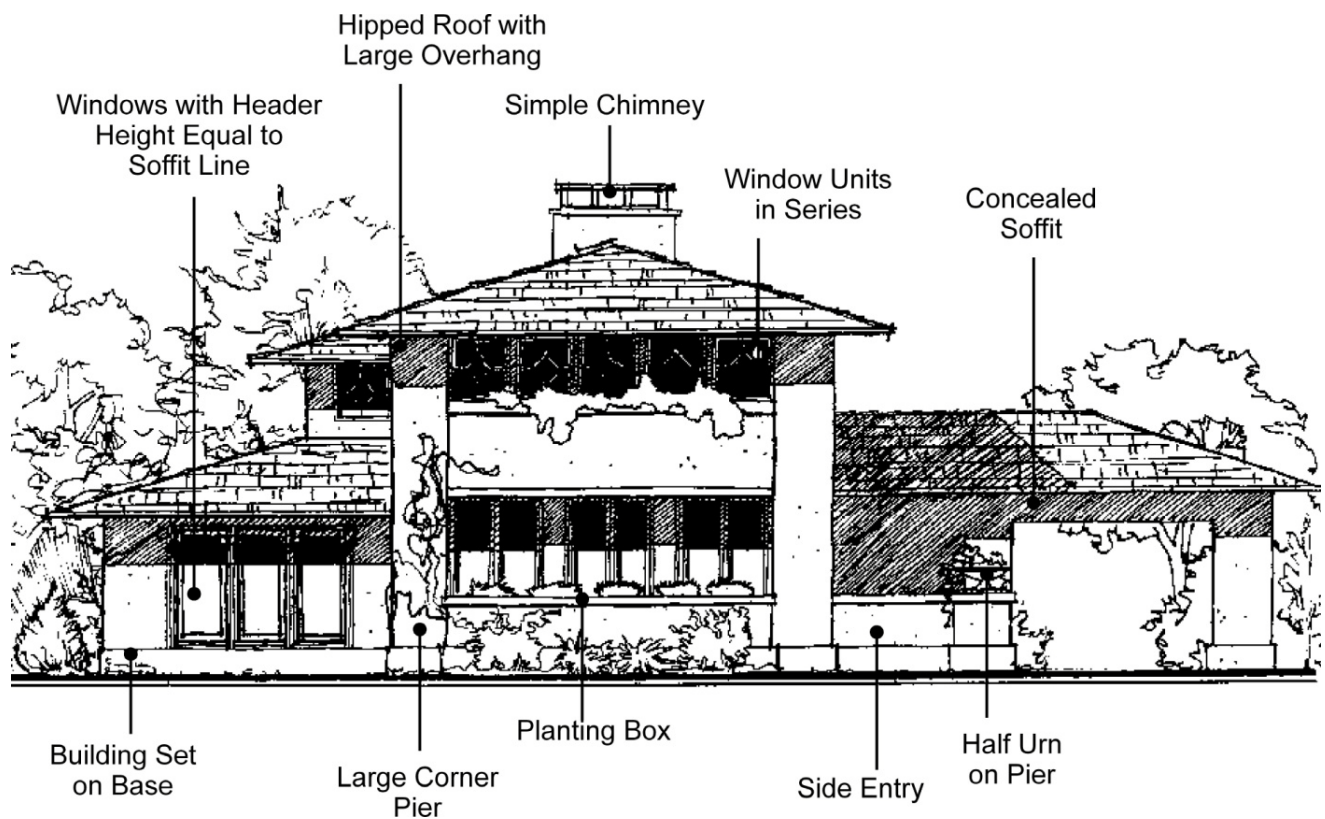 Hipped Roof with
Large Overhang
Windows with Header
Height Equal to
Soffit Line
Simple Chimney
Window Units
in Series
Concealed
Soffit
Building Set
on Base
Large Corner
Pier
Planting Box
Side Entry
Half Urn
on Pier